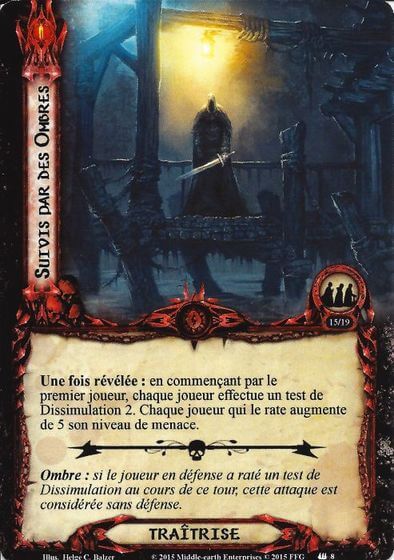 Suivis par des Ombres
15/19
Une fois révélée : en commençant par le
premier joueur, chaque joueur effectue un test de
Dissimulation 2. Chaque joueur qui le rate augmente
de 5 son niveau de menace.
Ombre : si le joueur en défense a raté un test de
Dissimulation au cours de ce tour, cette attaque est
considérée sans défense.
TRAÎTRISE
Illus. Helge C. Balzer © 2015 Middle-earth Enterprises © 2015 FFG 8